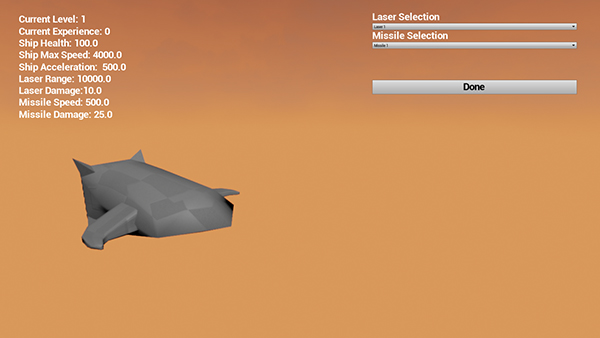 Current Level: 1
Current Experience: 0
Ship Health: 100.0
Ship Max Speed: 4000.0
Ship Acceleration: 500.0
Laser Range: 10000.0
Laser Damage:10.0
Missile Speed: 500.0
Missile Damage: 25.0
Laser Selection
Laser 1
Missile Selection
Missile 1
Done